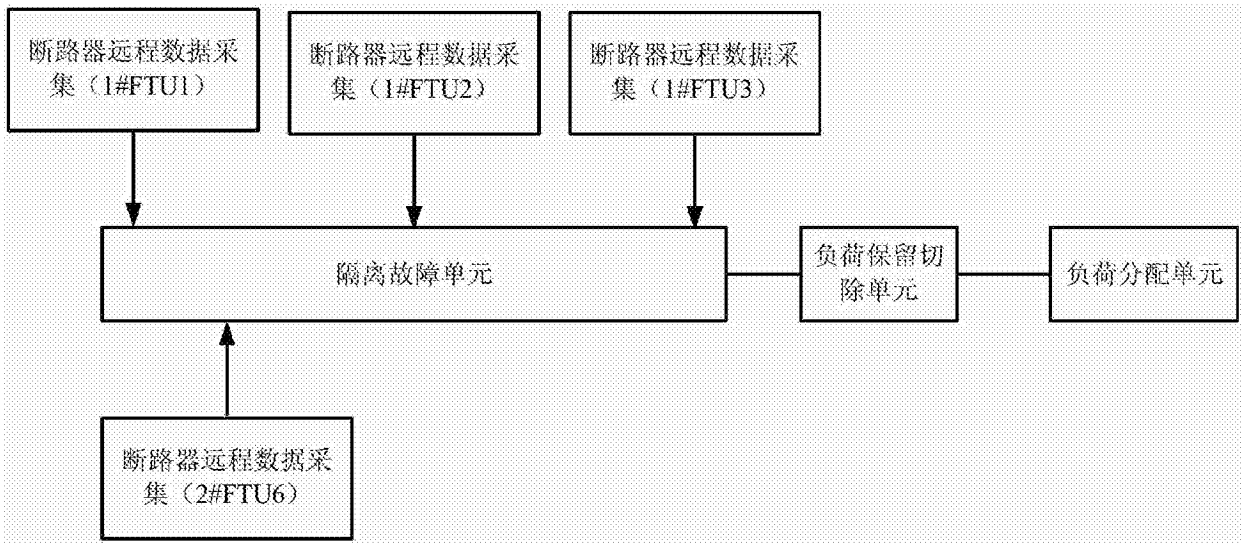 断路器远程数据采
集（1#FTU1）
断路器远程数据采
集（1#FTU2）
断路器远程数据采
集（1#FTU3）
隔离故障单元
负荷保留切
除单元
负荷分配单元
断路器远程数据采
集（2#FTU6）